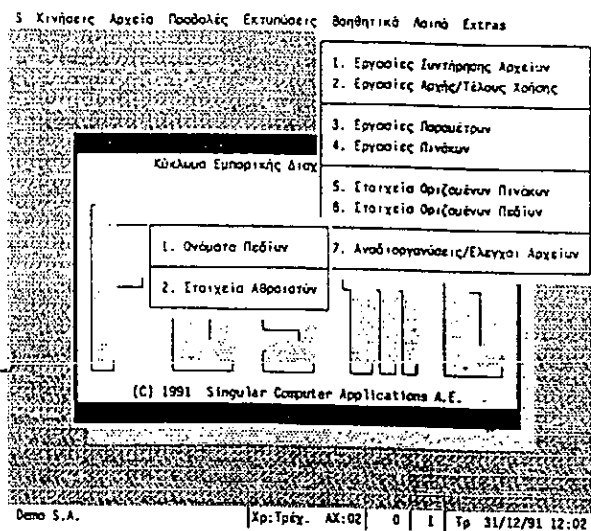 S Κινήσεις Αρχεία Προβολές Εκτυπώσεις Βοηθητικά Λοιπά Extras
1. Εργασίες Συντήρησης Αρχείων
2. Εργασίες Αρχής/Τέλους Χρήσης
3. Εργασίες Παραμέτρων
4. Εργασίες Πινάκων
Κύκλωμα Εμπορικής Διαχ
5. Στοιχεία Οριζομένων Πινάκων
6. Στοιχεία Οριζομένων Πεδίων
1. Ονόματα Πεδίων
7. Αναδιοργανώσεις/Ελεγχοι Αρχείων
2. Στοιχεία Αθροιστών
(C) 1991 Singular Computer Applications A.E.
Demo S.A. Χρ:Τρέχ. ΑΧ:02 0 I Τρ 31/12/91 12:02